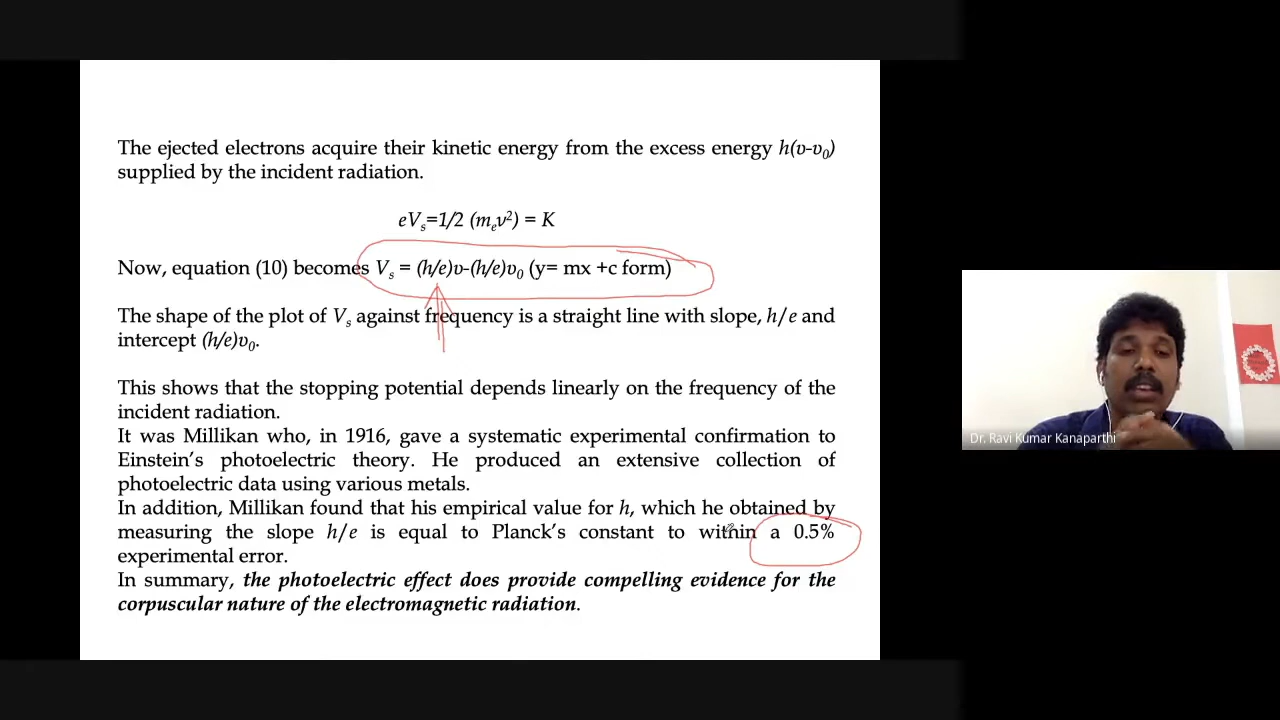 The ejected electrons acquire their kinetic energy from the excess energy h(υ-υ₀)
supplied by the incident radiation.
eVₛ=1/2 (mₑv²) = K
Now, equation (10) becomes Vₛ = (h/e)υ-(h/e)υ₀ (y= mx +c form)
The shape of the plot of Vₛ against frequency is a straight line with slope, h/e and
intercept (h/e)υ₀.
This shows that the stopping potential depends linearly on the frequency of the
incident radiation.
It was Millikan who, in 1916, gave a systematic experimental confirmation to
Einstein's photoelectric theory. He produced an extensive collection of
photoelectric data using various metals.
In addition, Millikan found that his empirical value for h, which he obtained by
measuring the slope h/e is equal to Planck's constant to within a 0.5%
experimental error.
In summary, the photoelectric effect does provide compelling evidence for the
corpuscular nature of the electromagnetic radiation.
Dr. Ravi Kumar Kanaparthi